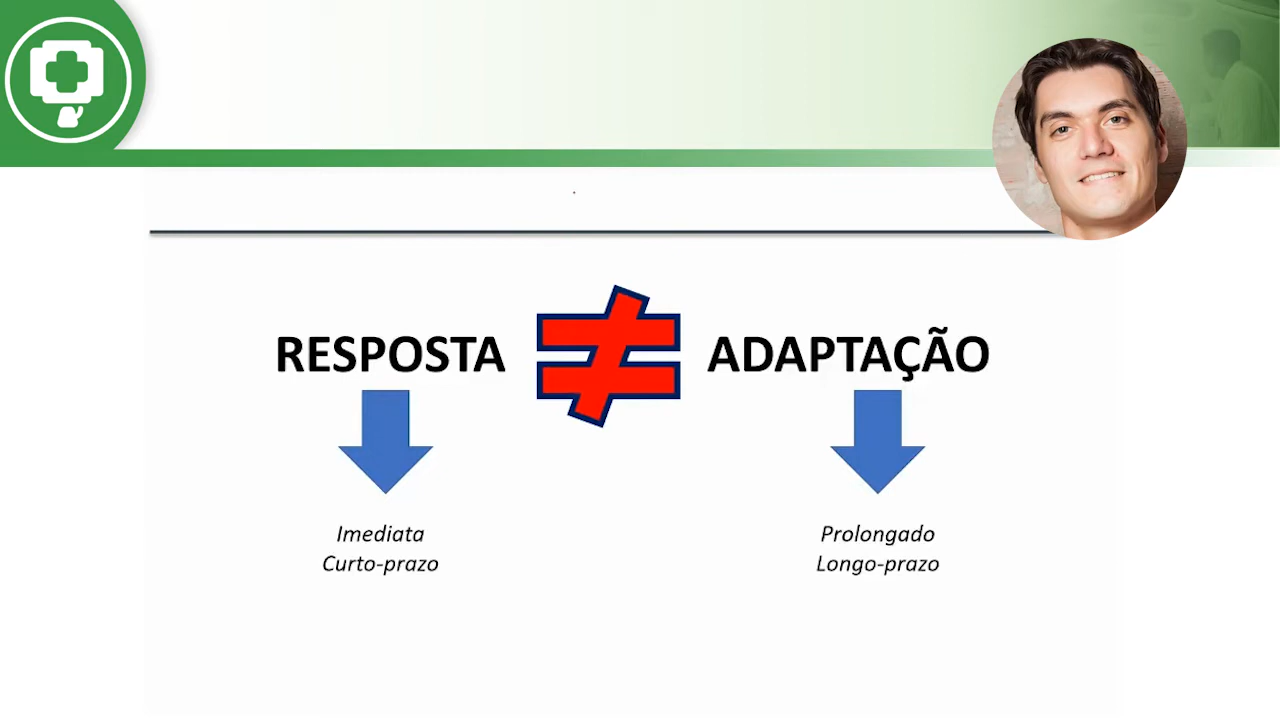 RESPOSTA ≠ ADAPTAÇÃO
Imediata
Curto-prazo
Prolongado
Longo-prazo